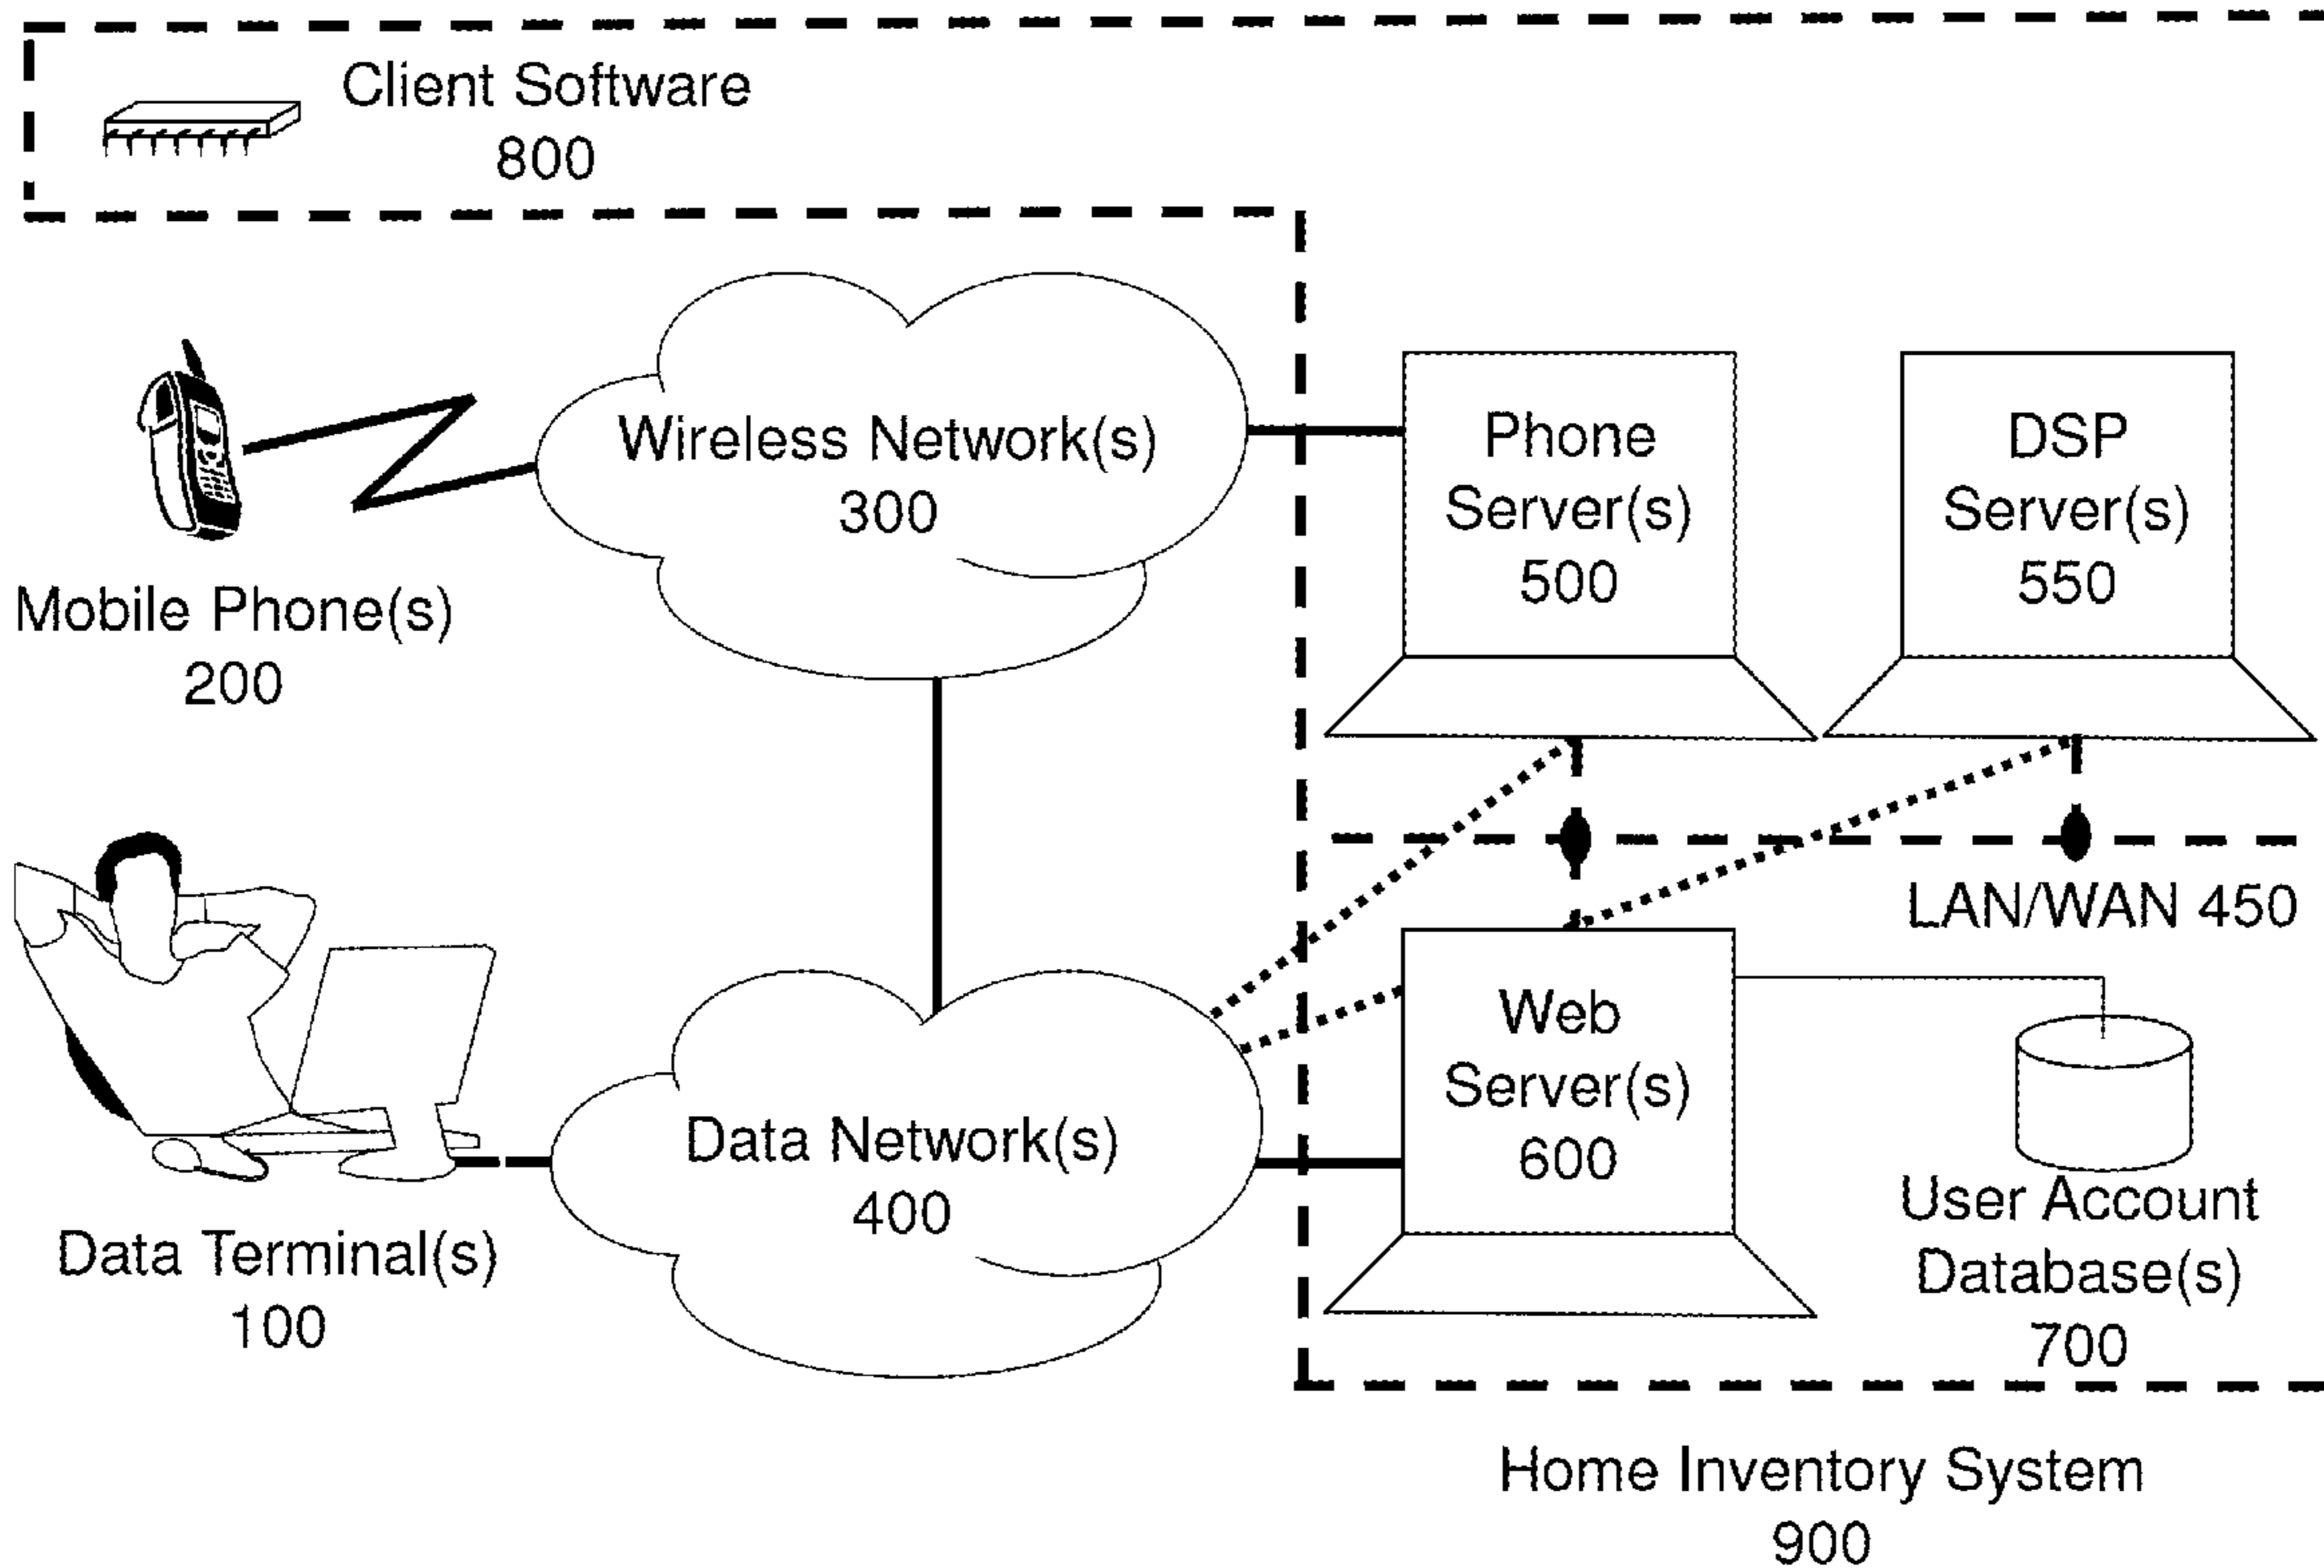 Client Software
800
Wireless Network(s)
300
Mobile Phone(s)
200
Phone
Server(s)
500
DSP
Server(s)
550
LAN/WAN 450
Data Terminal(s)
100
Data Network(s)
400
Web
Server(s)
600
User Account
Database(s)
700
Home Inventory System
900